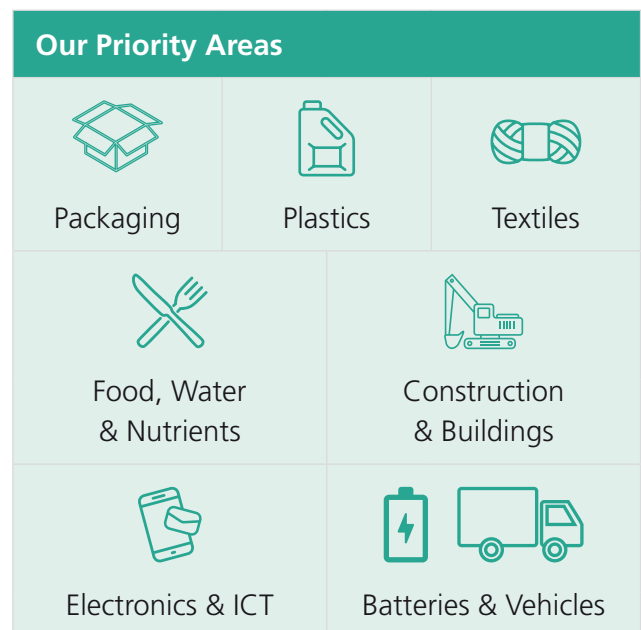 Our Priority Areas
Packaging
Plastics
Textiles
Food, Water
& Nutrients
Construction
& Buildings
Electronics & ICT
Batteries & Vehicles